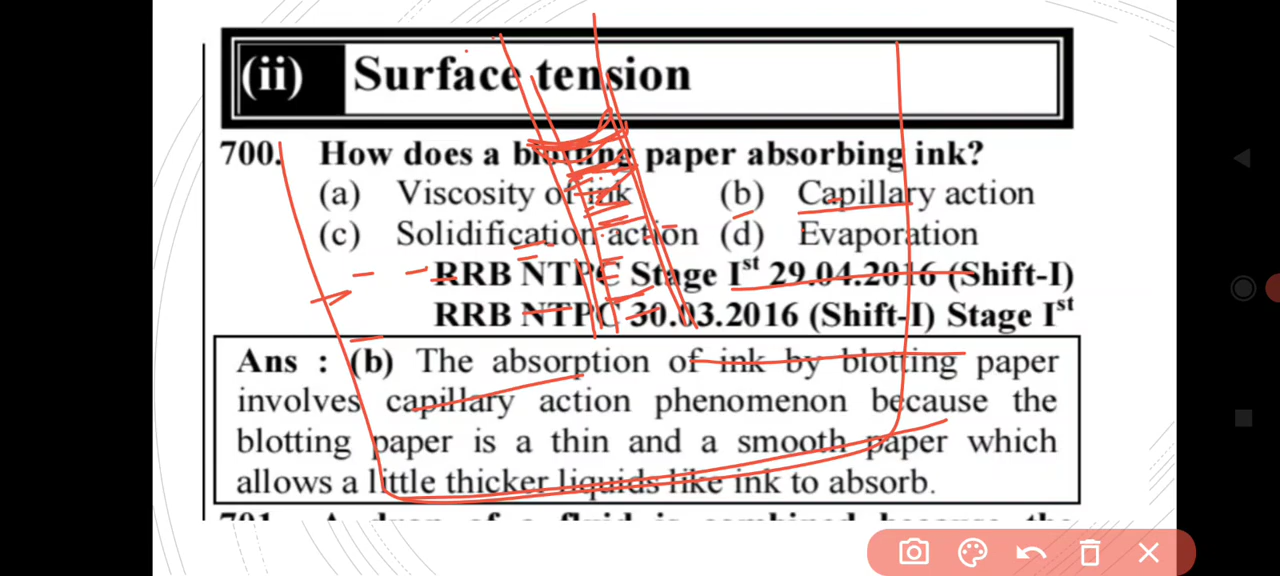 (ii) Surface tension
700. How does a blotting paper absorbing ink?
(a) Viscosity of ink (b) Capillary action
(c) Solidification action (d) Evaporation
RRB NTPC Stage Ist 29.04.2016 (Shift-I)
RRB NTPC 30.03.2016 (Shift-I) Stage Ist
Ans : (b) The absorption of ink by blotting paper
involves capillary action phenomenon because the
blotting paper is a thin and a smooth paper which
allows a little thicker liquids like ink to absorb.